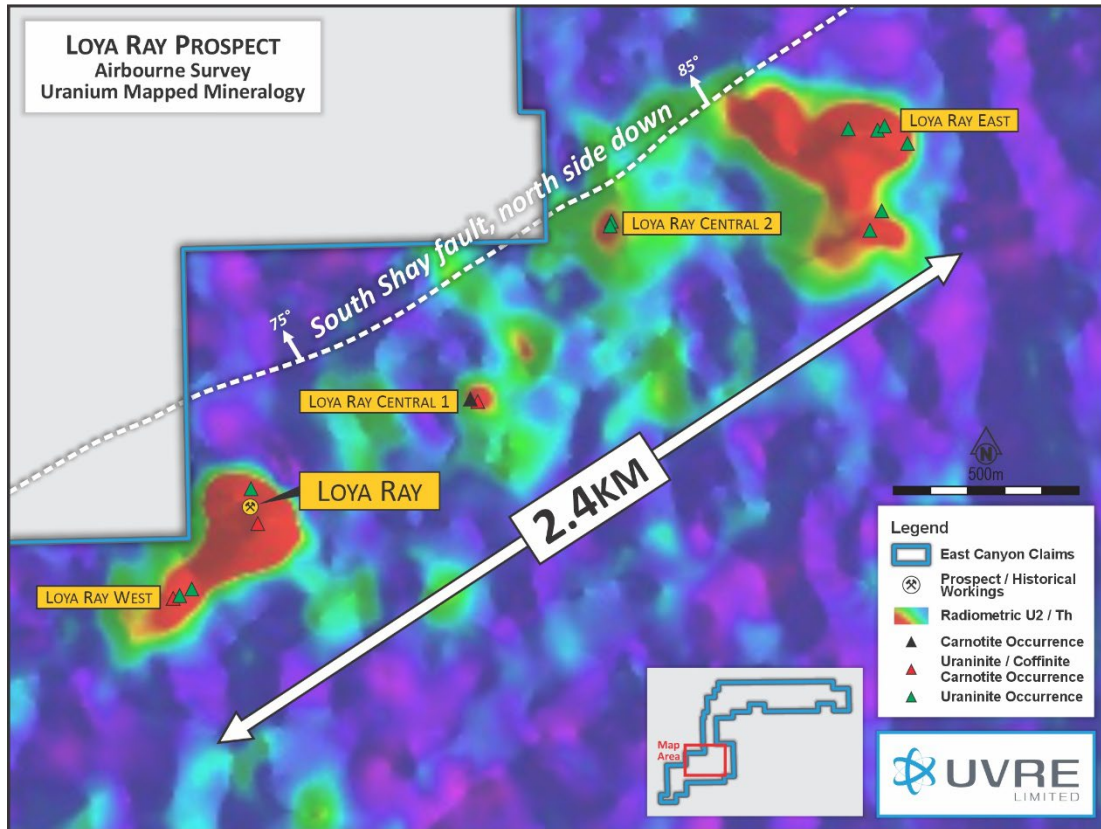 LOYA RAY PROSPECT
Airbourne Survey
Uranium Mapped Mineralogy
85°
LOYA RAY EAST
South Shay fault, north side down
LOYA RAY CENTRAL 2
75°
LOYA RAY CENTRAL 1
LOYA RAY
2.4KM
N
500m
LOYA RAY WEST
Legend
East Canyon Claims
Prospect / Historical
Workings
Radiometric U2 / Th
Carnotite Occurrence
Uraninite / Coffinite
Carnotite Occurrence
Uraninite Occurrence
Map
Area
UVRE
LIMITED